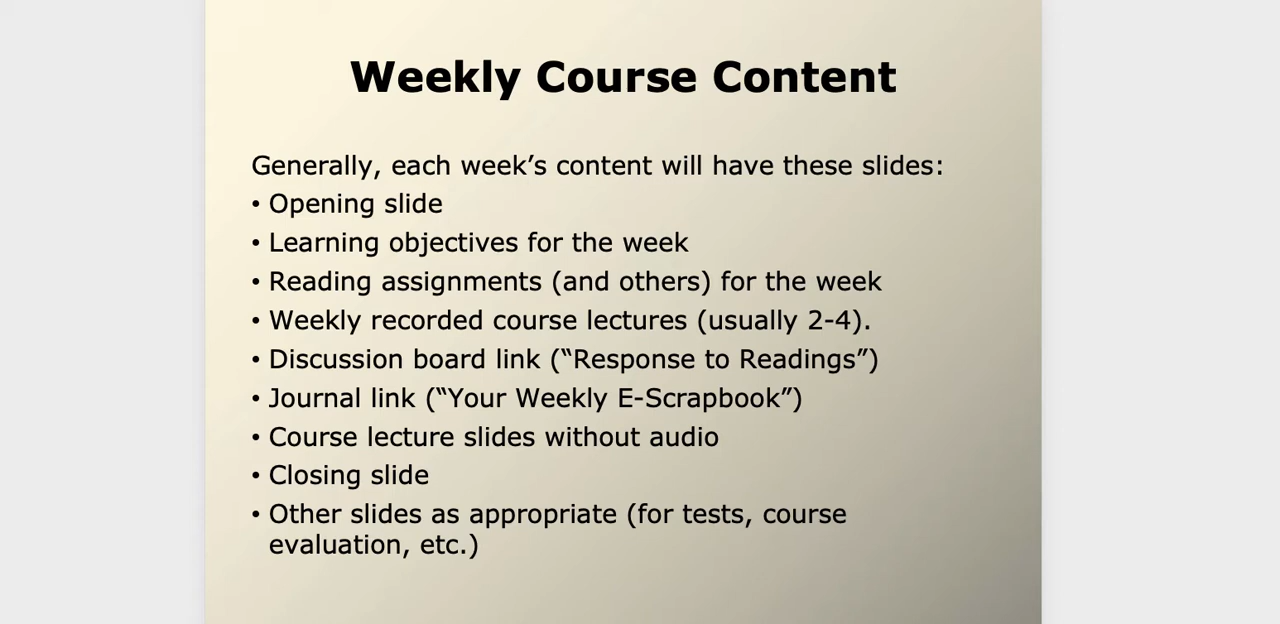 Weekly Course Content
Generally, each week’s content will have these slides:
• Opening slide
• Learning objectives for the week
• Reading assignments (and others) for the week
• Weekly recorded course lectures (usually 2-4).
• Discussion board link (“Response to Readings”)
• Journal link (“Your Weekly E-Scrapbook”)
• Course lecture slides without audio
• Closing slide
• Other slides as appropriate (for tests, course
evaluation, etc.)